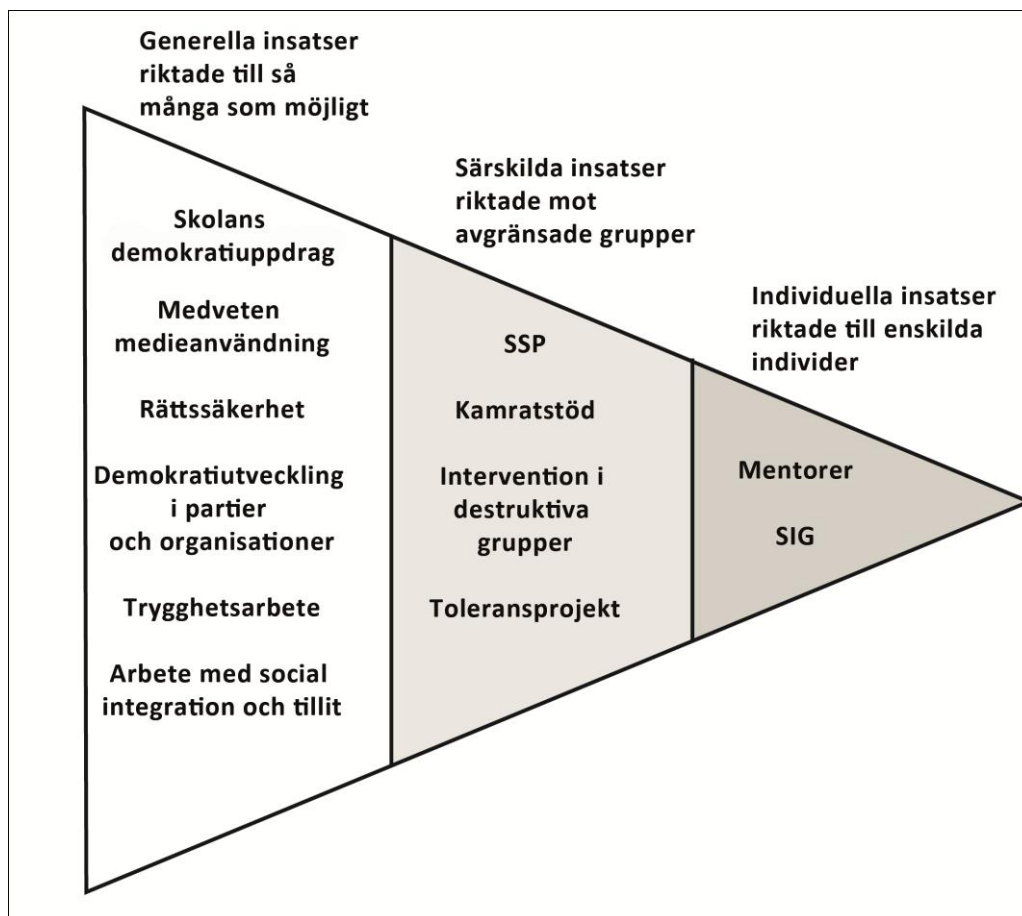 Generella insatser
riktade till så
många som möjligt
Skolans
demokratiuppdrag
Medveten
medieanvändning
Rättssäkerhet
Demokratiutveckling
i partier
och organisationer
Trygghetsarbete
Arbete med social
integration och tillit
Särskilda insatser
riktade mot
avgränsade grupper
SSP
Kamratstöd
Intervention i
destruktiva
grupper
Toleransprojekt
Individuella insatser
riktade till enskilda
individer
Mentorer
SIG